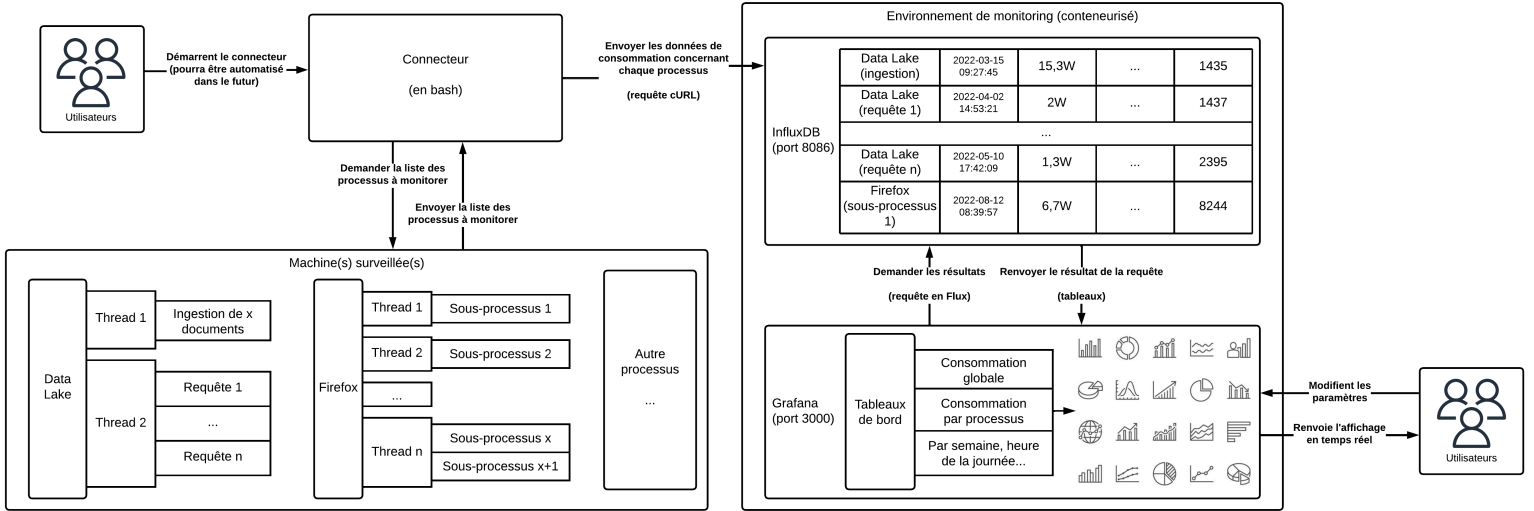 Utilisateurs
Démarrent le connecteur
(pourra être automatisé
dans le futur)
Connecteur
(en bash)
Envoyer les données de
consommation concernant
chaque processus
(requête cURL)
Demander la liste des
processus à monitorer
Envoyer la liste des
processus à monitorer
Machine(s) surveillée(s)
Data
Lake
Thread 1
Ingestion de x
documents
Thread 2
Requête 1
...
Requête n
Firefox
Thread 1
Sous-processus 1
Thread 2
Sous-processus 2
...
Thread n
Sous-processus x
Sous-processus x+1
Autre
processus
...
Environnement de monitoring (conteneurisé)
InfluxDB
(port 8086)
Data Lake
(ingestion)
2022-03-15
09:27:45
15,3W
...
1435
Data Lake
(requête 1)
2022-04-02
14:53:21
2W
...
1437
...
Data Lake
(requête n)
2022-05-10
17:42:09
1,3W
...
2395
Firefox
(sous-processus
1)
2022-08-12
08:39:57
6,7W
...
8244
Demander les résultats
(requête en Flux)
Renvoyer le résultat de la requête
(tableaux)
Grafana
(port 3000)
Tableaux
de bord
Consommation
globale
Consommation
par processus
Par semaine, heure
de la journée...
Modifient les
paramètres
Renvoie l'affichage
en temps réel
Utilisateurs